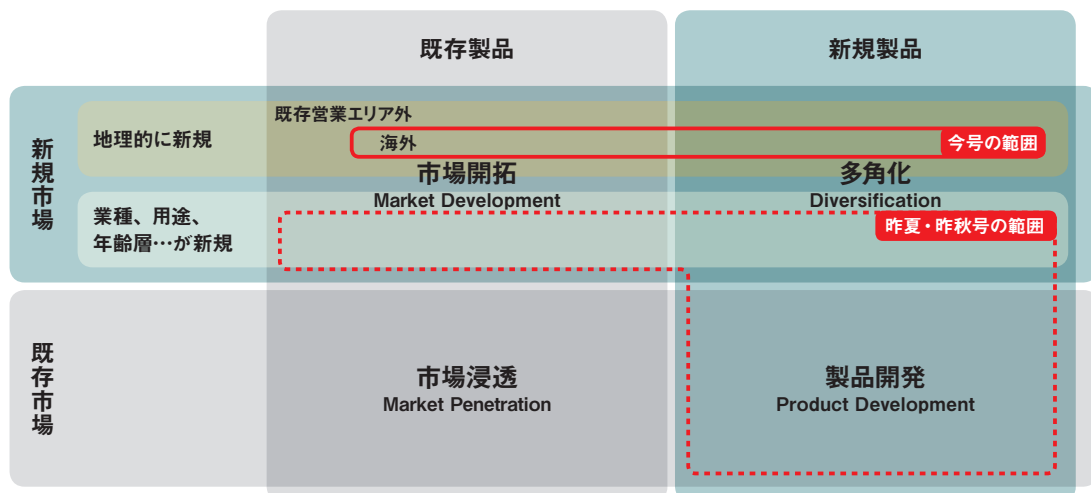 既存製品
新規製品
新規市場
地理的に新規
既存営業エリア外
海外
今号の範囲
市場開拓
Market Development
多角化
Diversification
業種、用途、
年齢層…が新規
昨夏・昨秋号の範囲
既存市場
市場浸透
Market Penetration
製品開発
Product Development